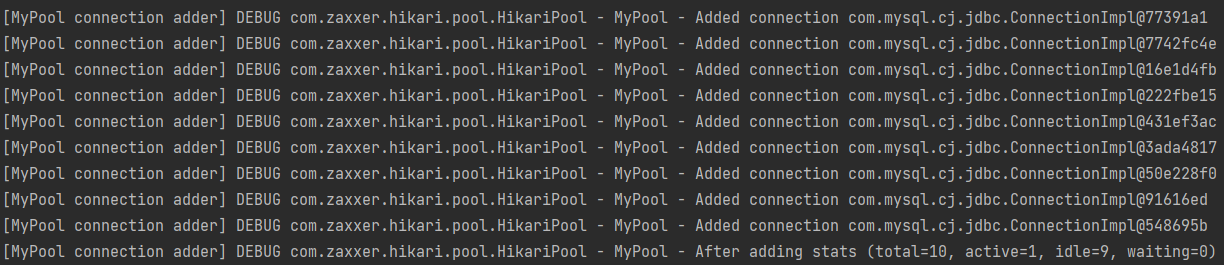 [MyPool connection adder] DEBUG com.zaxxer.hikari.pool.HikariPool - MyPool - Added connection com.mysql.cj.jdbc.ConnectionImpl@77391a1
[MyPool connection adder] DEBUG com.zaxxer.hikari.pool.HikariPool - MyPool - Added connection com.mysql.cj.jdbc.ConnectionImpl@7742fc4e
[MyPool connection adder] DEBUG com.zaxxer.hikari.pool.HikariPool - MyPool - Added connection com.mysql.cj.jdbc.ConnectionImpl@16e1d4fb
[MyPool connection adder] DEBUG com.zaxxer.hikari.pool.HikariPool - MyPool - Added connection com.mysql.cj.jdbc.ConnectionImpl@222fbe15
[MyPool connection adder] DEBUG com.zaxxer.hikari.pool.HikariPool - MyPool - Added connection com.mysql.cj.jdbc.ConnectionImpl@431ef3ac
[MyPool connection adder] DEBUG com.zaxxer.hikari.pool.HikariPool - MyPool - Added connection com.mysql.cj.jdbc.ConnectionImpl@3ada4817
[MyPool connection adder] DEBUG com.zaxxer.hikari.pool.HikariPool - MyPool - Added connection com.mysql.cj.jdbc.ConnectionImpl@50e228f0
[MyPool connection adder] DEBUG com.zaxxer.hikari.pool.HikariPool - MyPool - Added connection com.mysql.cj.jdbc.ConnectionImpl@91616ed
[MyPool connection adder] DEBUG com.zaxxer.hikari.pool.HikariPool - MyPool - Added connection com.mysql.cj.jdbc.ConnectionImpl@548695b
[MyPool connection adder] DEBUG com.zaxxer.hikari.pool.HikariPool - MyPool - After adding stats (total=10, active=1, idle=9, waiting=0)